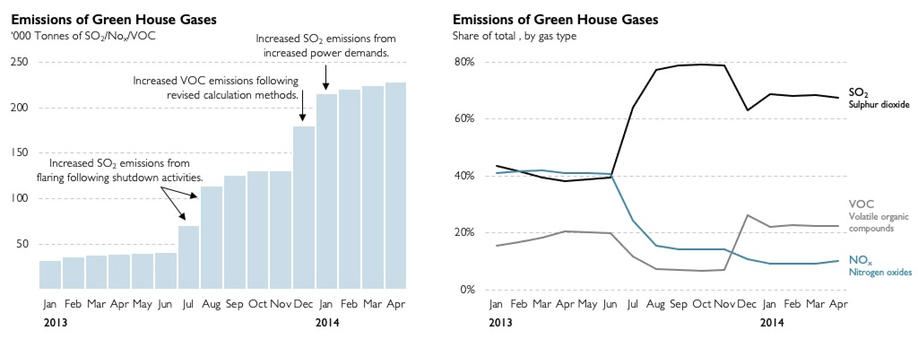 Emissions of Green House Gases
'000 Tonnes of SO₂/Noₓ/VOC
Increased SO₂ emissions from
increased power demands.
250
Increased VOC emissions following
revised calculation methods.
200
150
Increased SO₂ emissions from
flaring following shutdown activities.
100
50
Jan Feb Mar Apr May Jun Jul Aug Sep Oct Nov Dec Jan Feb Mar Apr
2013 2014
Emissions of Green House Gases
Share of total , by gas type
80%
SO₂
Sulphur dioxide
60%
40%
VOC
Volatile organic
compounds
20%
NOₓ
Nitrogen oxides
0%
Jan Feb Mar Apr May Jun Jul Aug Sep Oct Nov Dec Jan Feb Mar Apr
2013 2014